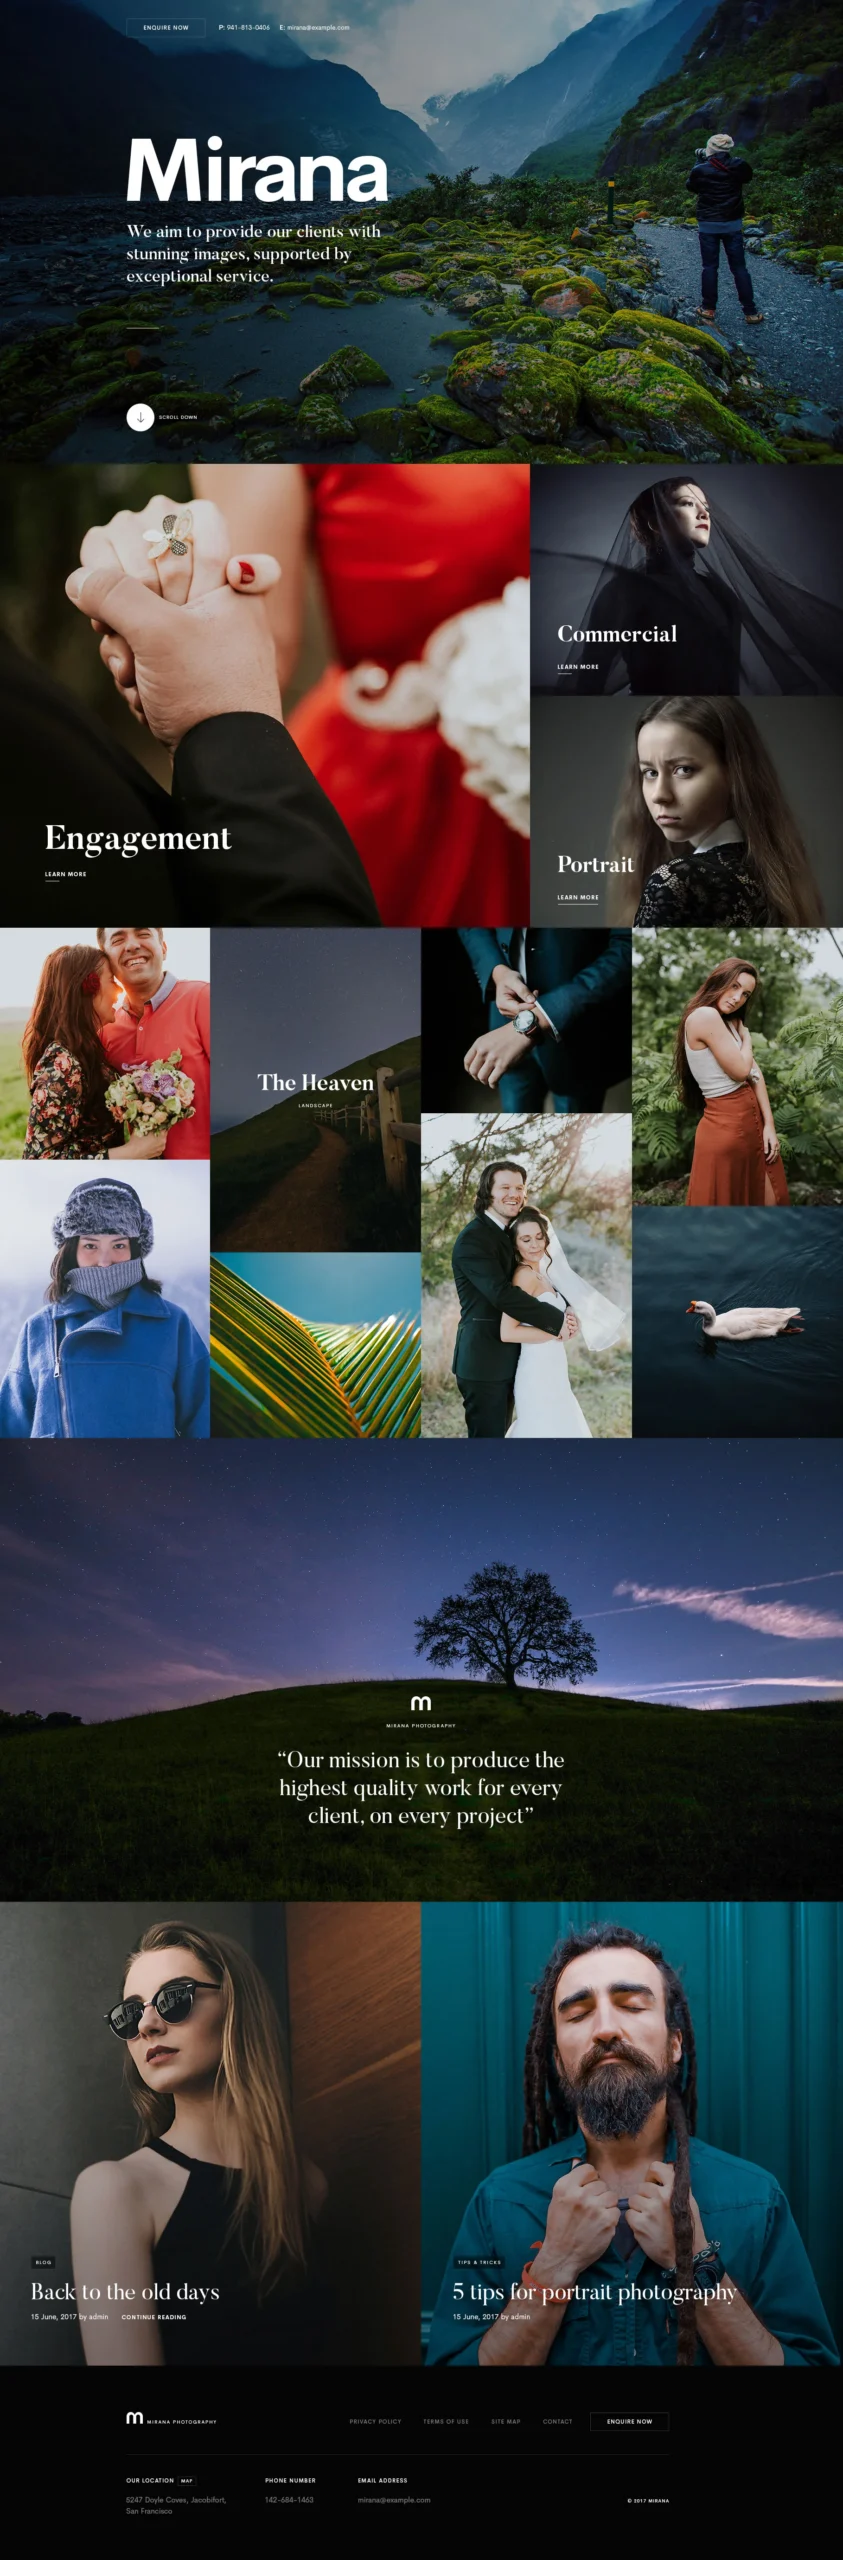 ENQUIRE NOW
P: 941-813-0406 E: mirana@example.com
Mirana
We aim to provide our clients with
stunning images, supported by
exceptional service.
SCROLL DOWN
Commercial
LEARN MORE
Engagement
LEARN MORE
Portrait
LEARN MORE
The Heaven
LANDSCAPE
m
MIRANA PHOTOGRAPHY
“Our mission is to produce the
highest quality work for every
client, on every project”
BLOG
Back to the old days
15 June, 2017 by admin CONTINUE READING
TIPS & TRICKS
5 tips for portrait photography
15 June, 2017 by admin
m MIRANA PHOTOGRAPHY
PRIVACY POLICY TERMS OF USE SITE MAP CONTACT ENQUIRE NOW
OUR LOCATION MAP
5247 Doyle Coves, Jacobifort,
San Francisco
PHONE NUMBER
142-684-1463
EMAIL ADDRESS
mirana@example.com
© 2017 MIRANA